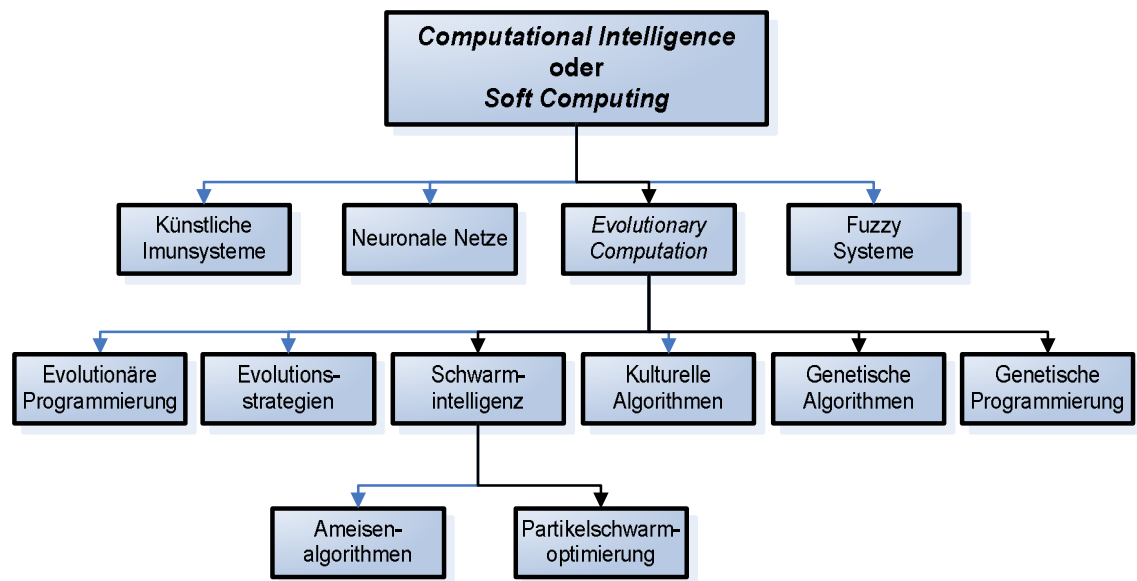 Computational Intelligence
oder
Soft Computing
Künstliche
Imunsysteme
Neuronale Netze
Evolutionary
Computation
Fuzzy
Systeme
Evolutionäre
Programmierung
Evolutions-
strategien
Schwarm-
intelligenz
Kulturelle
Algorithmen
Genetische
Algorithmen
Genetische
Programmierung
Ameisen-
algorithmen
Partikelschwarm-
optimierung